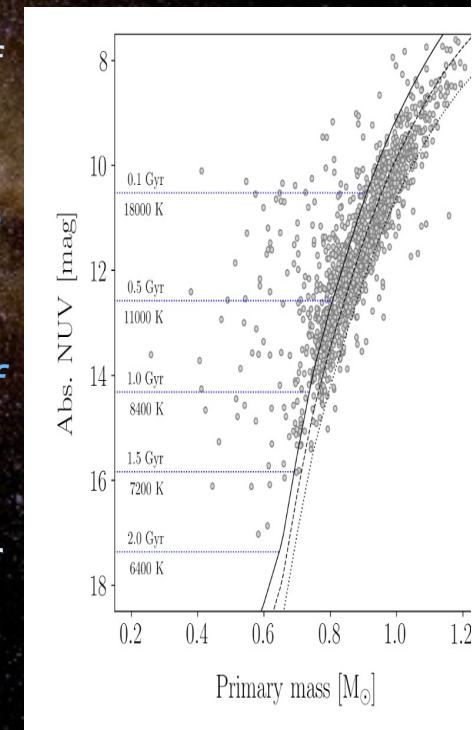 8
10
12
14
16
18
Abs. NUV [mag]
0.1 Gyr
18000 K
0.5 Gyr
11000 K
1.0 Gyr
8400 K
1.5 Gyr
7200 K
2.0 Gyr
6400 K
0.2 0.4 0.6 0.8 1.0 1.2
Primary mass [M☉]